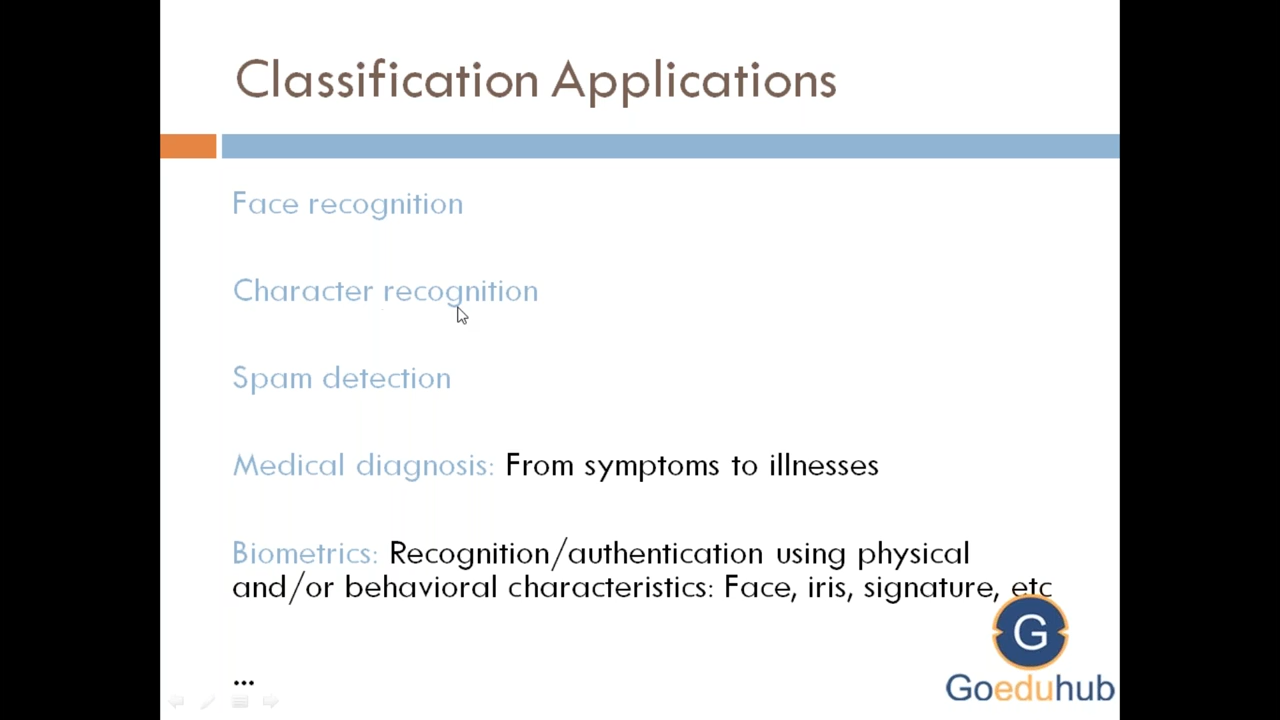 Classification Applications
Face recognition
Character recognition
Spam detection
Medical diagnosis: From symptoms to illnesses
Biometrics: Recognition/authentication using physical
and/or behavioral characteristics: Face, iris, signature, etc
...
G
Goeduhub